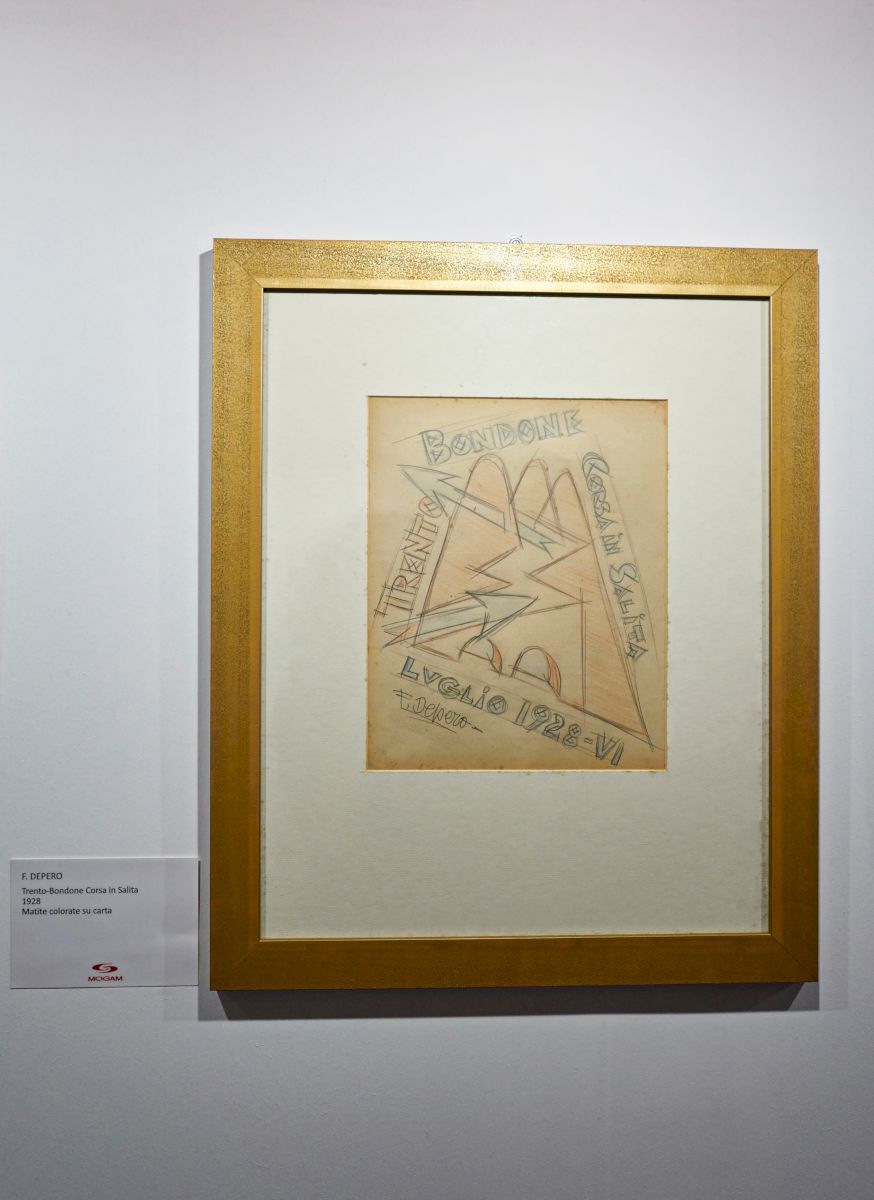 BONDONE
TRENTO
CORSA iN SALiTA
LVGLiO 1928-VI
F. Depero
F. DEPERO
Trento-Bondone Corsa in Salita
1928
Matite colorate su carta
MOGAM